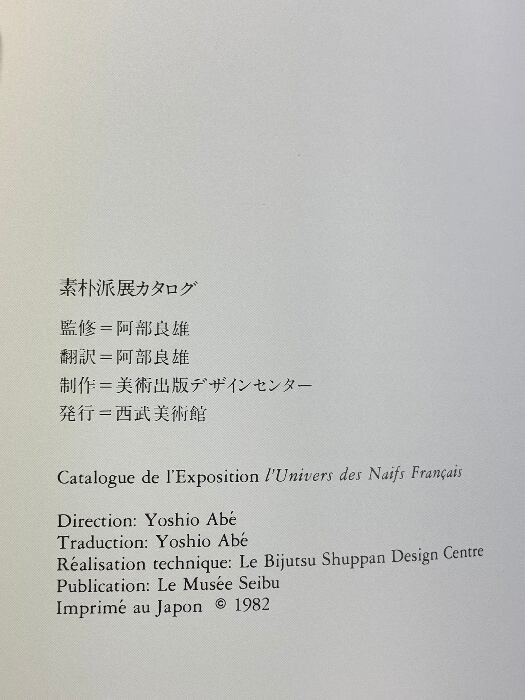 素朴派展カタログ
監修＝阿部良雄
翻訳＝阿部良雄
制作＝美術出版デザインセンター
発行＝西武美術館
Catalogue de l'Exposition l'Univers des Naifs Français
Direction: Yoshio Abé
Traduction: Yoshio Abé
Réalisation technique: Le Bijutsu Shuppan Design Centre
Publication: Le Musée Seibu
Imprimé au Japon © 1982